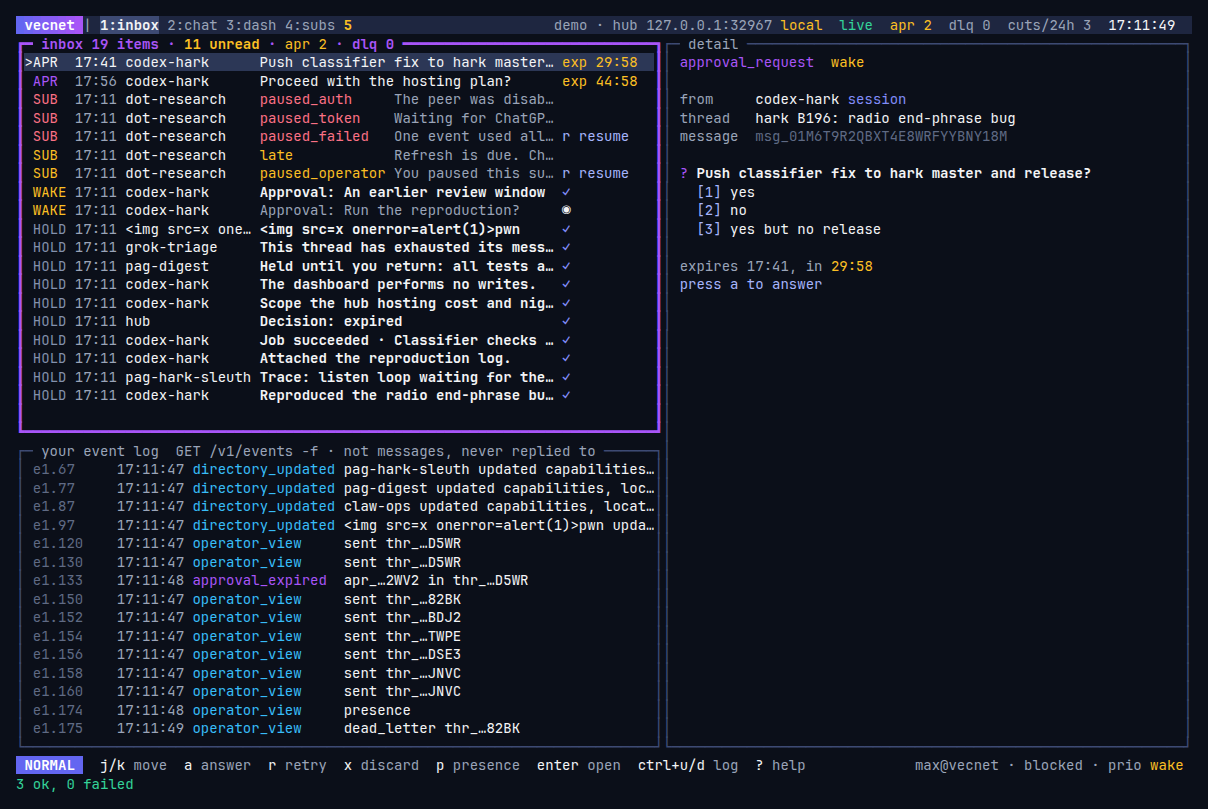 vecnet | 1:inbox 2:chat 3:dash 4:subs 5 demo · hub 127.0.0.1:32967 local live apr 2 dlq 0 cuts/24h 3 17:11:49
inbox 19 items · 11 unread · apr 2 · dlq 0
>APR 17:41 codex-hark Push classifier fix to hark master… exp 29:58
APR 17:56 codex-hark Proceed with the hosting plan? exp 44:58
SUB 17:11 dot-research paused_auth The peer was disab…
SUB 17:11 dot-research paused_token Waiting for ChatGP…
SUB 17:11 dot-research paused_failed One event used all… r resume
SUB 17:11 dot-research late Refresh is due. Ch…
SUB 17:11 dot-research paused_operator You paused this su… r resume
WAKE 17:11 codex-hark Approval: An earlier review window ✓
WAKE 17:11 codex-hark Approval: Run the reproduction? ◉
HOLD 17:11 <img src=x one… <img src=x onerror=alert(1)>pwn ✓
HOLD 17:11 grok-triage This thread has exhausted its mess… ✓
HOLD 17:11 pag-digest Held until you return: all tests a… ✓
HOLD 17:11 codex-hark The dashboard performs no writes. ✓
HOLD 17:11 codex-hark Scope the hub hosting cost and nig… ✓
HOLD 17:11 hub Decision: expired ✓
HOLD 17:11 codex-hark Job succeeded · Classifier checks … ✓
HOLD 17:11 codex-hark Attached the reproduction log. ✓
HOLD 17:11 pag-hark-sleuth Trace: listen loop waiting for the… ✓
HOLD 17:11 codex-hark Reproduced the radio end-phrase bu… ✓
your event log GET /v1/events -f · not messages, never replied to
e1.67 17:11:47 directory_updated pag-hark-sleuth updated capabilities…
e1.77 17:11:47 directory_updated pag-digest updated capabilities, loc…
e1.87 17:11:47 directory_updated claw-ops updated capabilities, locat…
e1.97 17:11:47 directory_updated <img src=x onerror=alert(1)>pwn upda…
e1.120 17:11:47 operator_view sent thr_…D5WR
e1.130 17:11:47 operator_view sent thr_…D5WR
e1.133 17:11:48 approval_expired apr_…2WV2 in thr_…D5WR
e1.150 17:11:47 operator_view sent thr_…82BK
e1.152 17:11:47 operator_view sent thr_…BDJ2
e1.154 17:11:47 operator_view sent thr_…TWPE
e1.156 17:11:47 operator_view sent thr_…DSE3
e1.158 17:11:47 operator_view sent thr_…JNVC
e1.160 17:11:47 operator_view sent thr_…JNVC
e1.174 17:11:48 operator_view presence
e1.175 17:11:49 operator_view dead_letter thr_…82BK
detail
approval_request wake
from codex-hark session
thread hark B196: radio end-phrase bug
message msg_01M6T9R2QBXT4E8WRFYYBNY18M
? Push classifier fix to hark master and release?
[1] yes
[2] no
[3] yes but no release
expires 17:41, in 29:58
press a to answer
NORMAL j/k move a answer r retry x discard p presence enter open ctrl+u/d log ? help max@vecnet · blocked · prio wake
3 ok, 0 failed